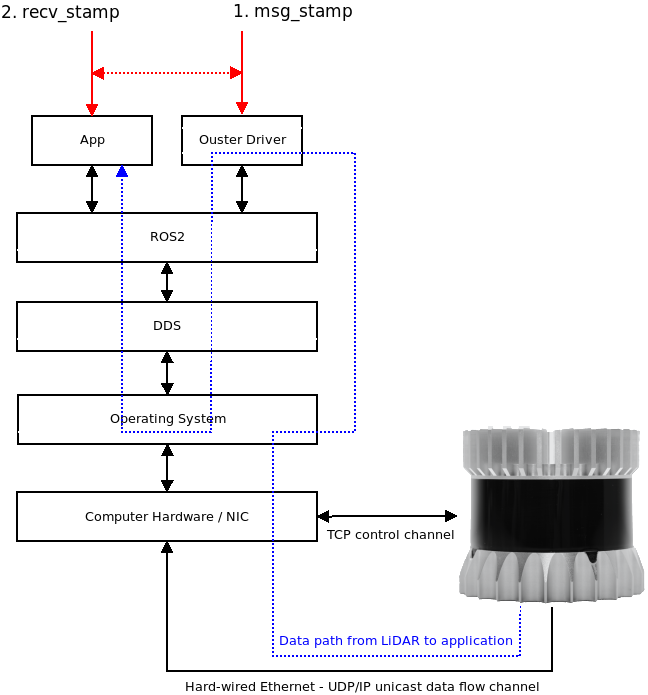 2. recv_stamp
1. msg_stamp
App
Ouster Driver
ROS2
DDS
Operating System
Computer Hardware / NIC
TCP control channel
Data path from LiDAR to application
Hard-wired Ethernet - UDP/IP unicast data flow channel